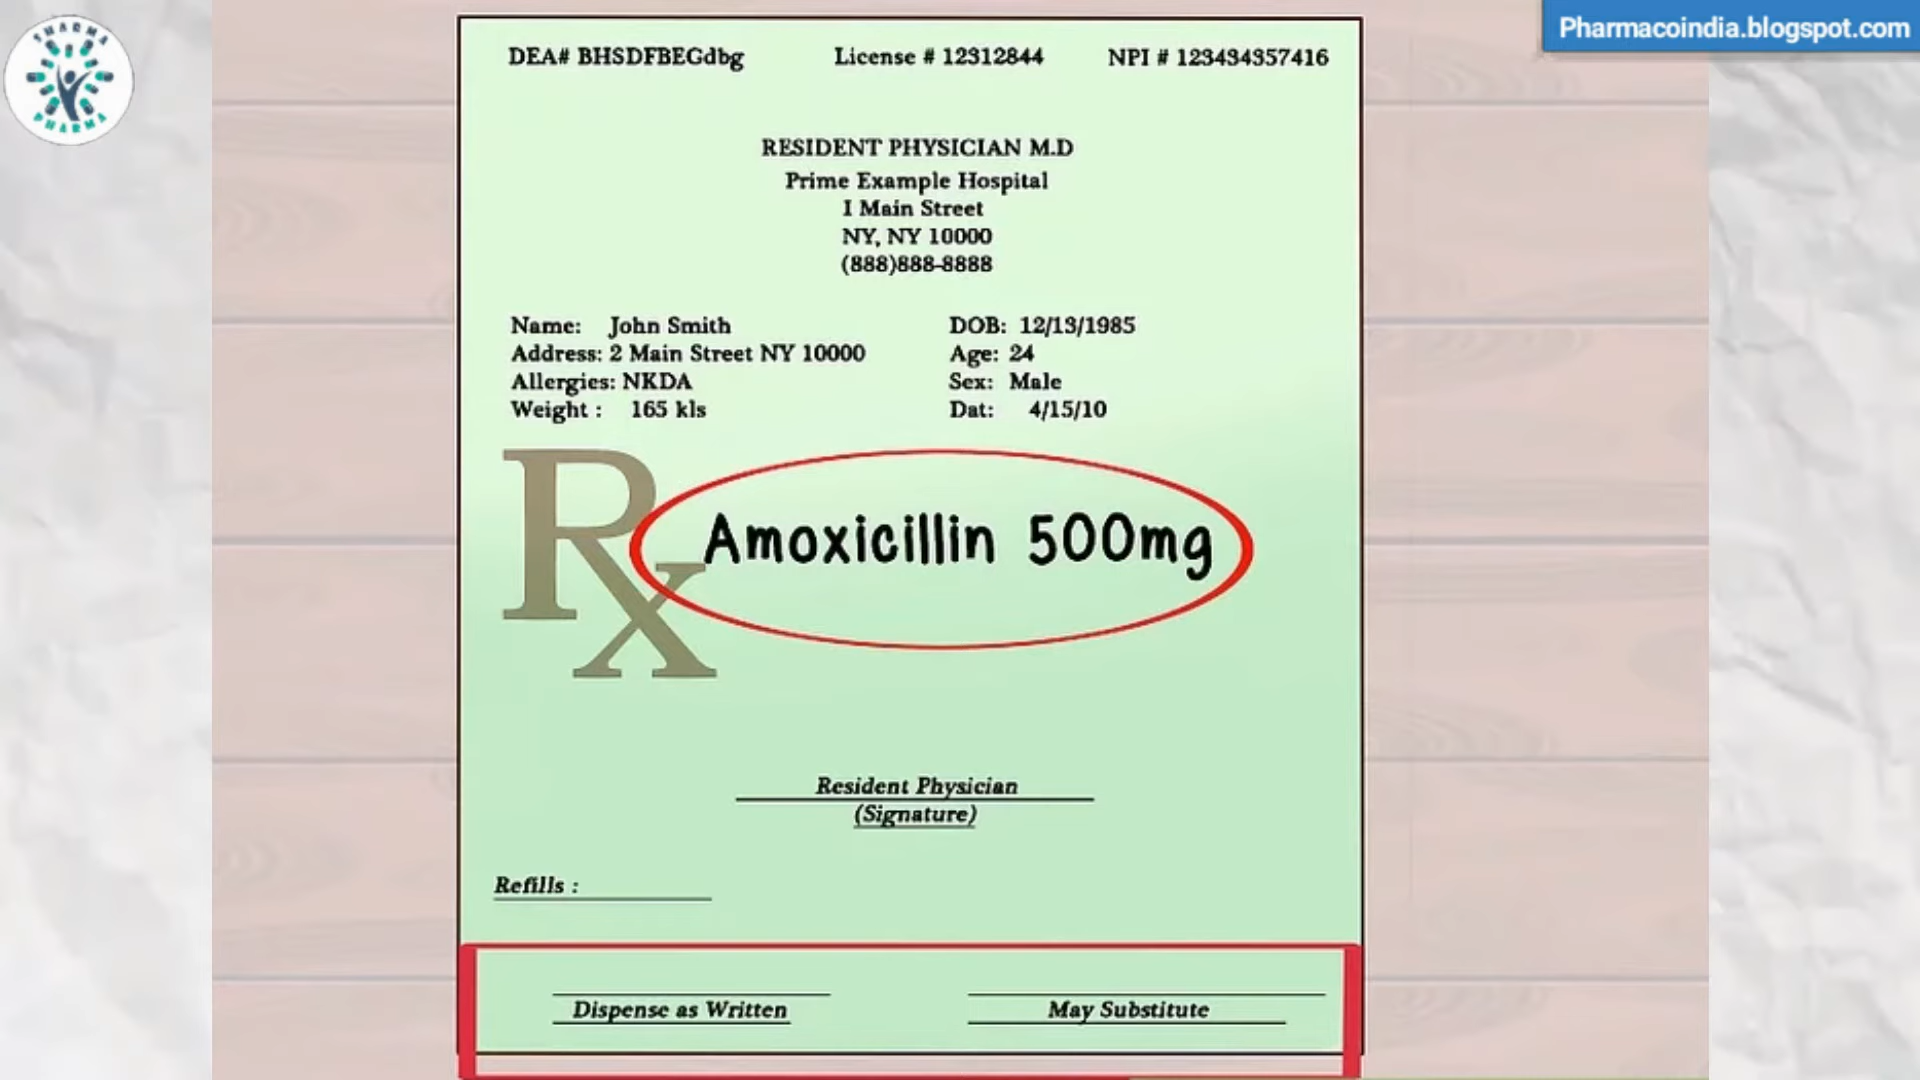 PHARMA
PHARMA
Pharmacoindia.blogspot.com
DEA# BHSDFBEGdbg License # 12312844 NPI # 123434357416
RESIDENT PHYSICIAN M.D
Prime Example Hospital
1 Main Street
NY, NY 10000
(888)888-8888
Name: John Smith DOB: 12/13/1985
Address: 2 Main Street NY 10000 Age: 24
Allergies: NKDA Sex: Male
Weight : 165 kls Dat: 4/15/10
Rx Amoxicillin 500mg
Resident Physician
(Signature)
Refills :
Dispense as Written May Substitute